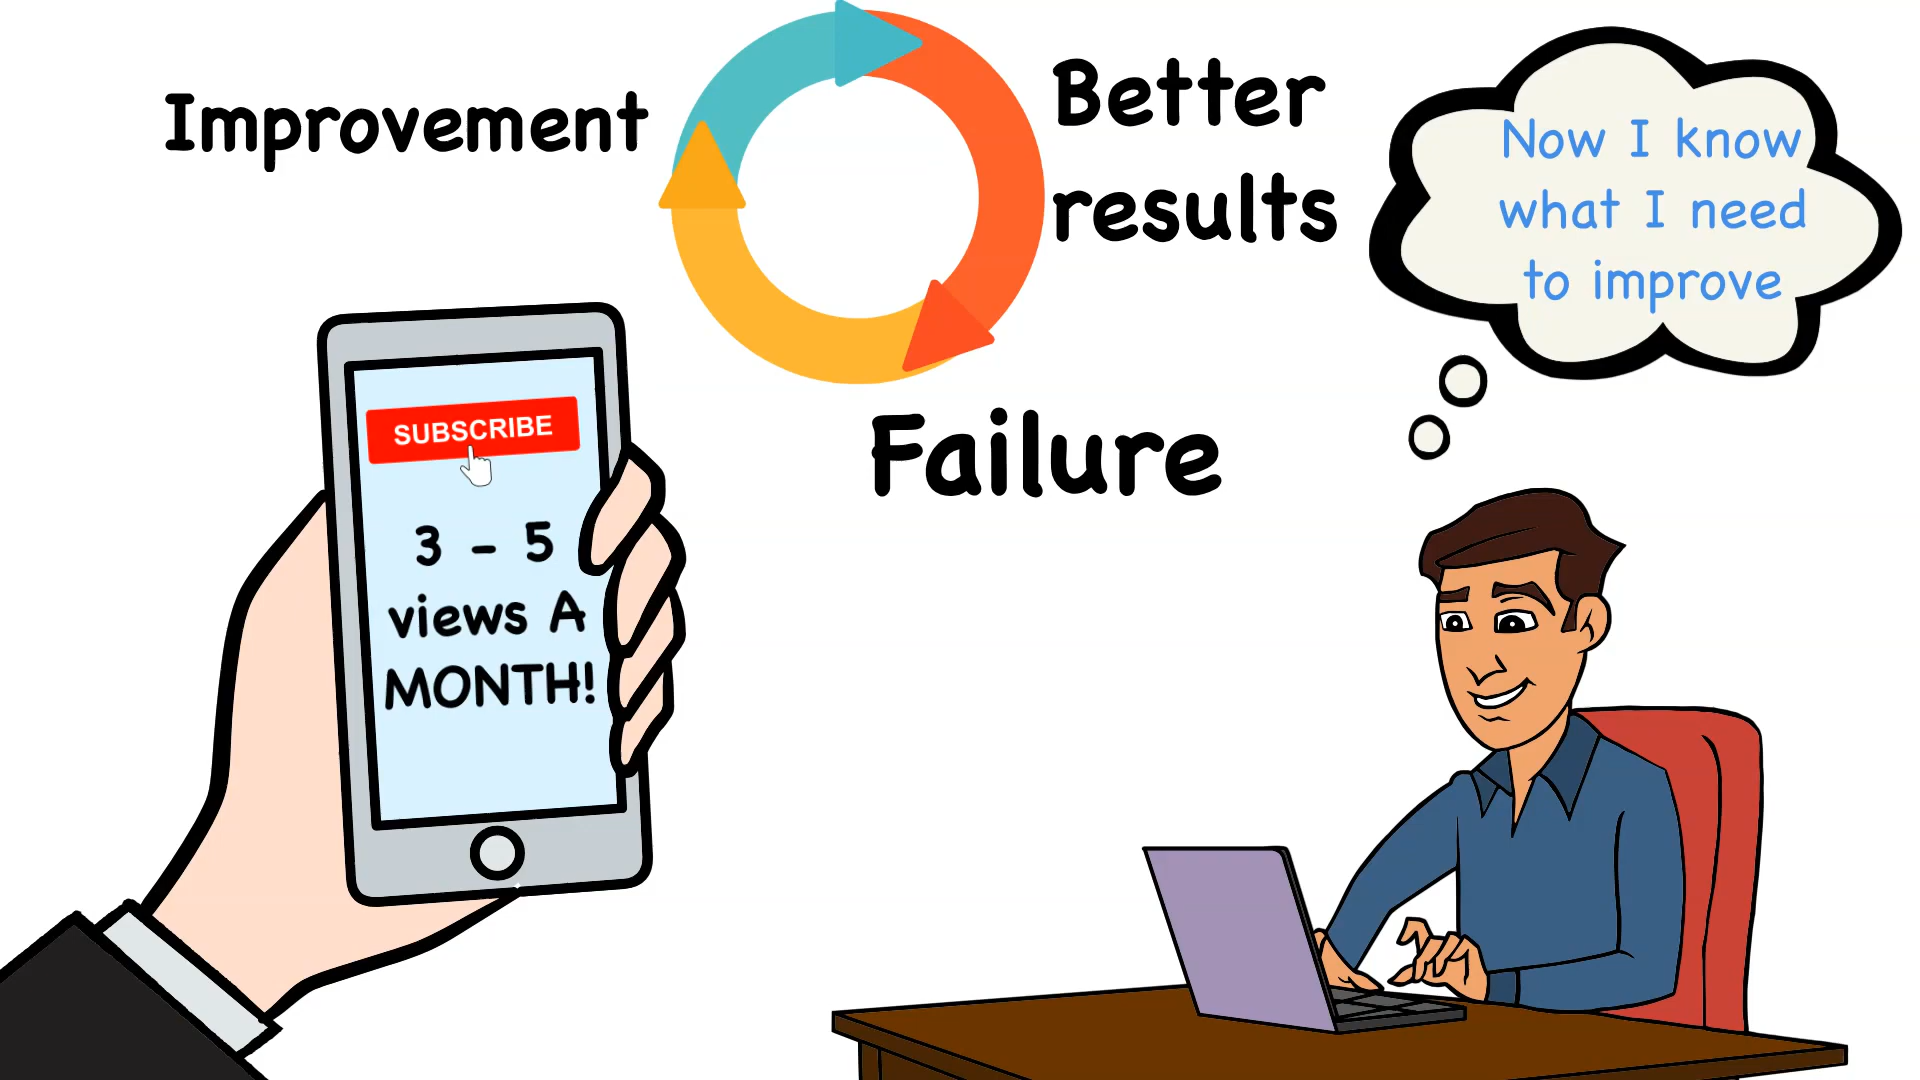 Improvement
Better
results
Failure
Now I know
what I need
to improve
SUBSCRIBE
3 - 5
views A
MONTH!